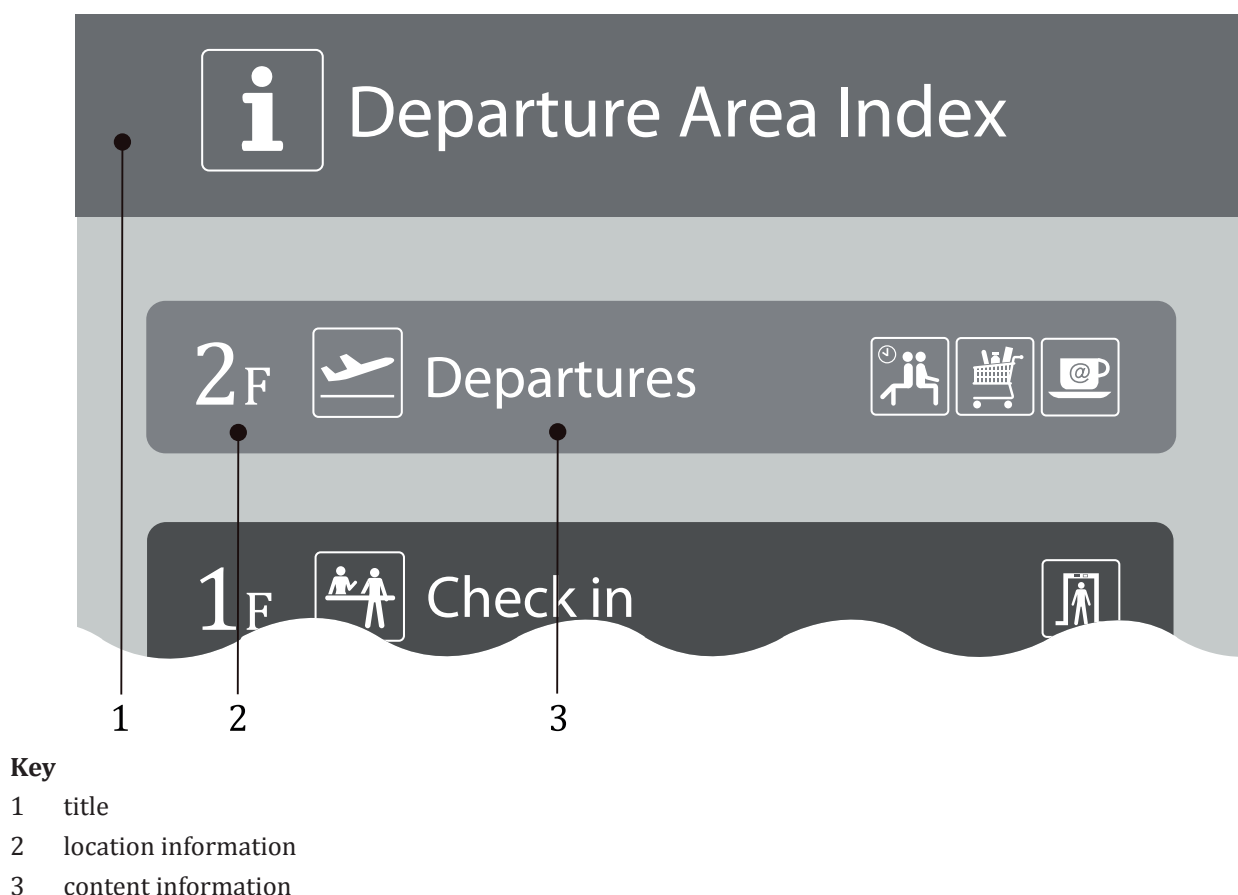 Departure Area Index
2F Departures @
1F Check in
1 2 3
Key
1 title
2 location information
3 content information